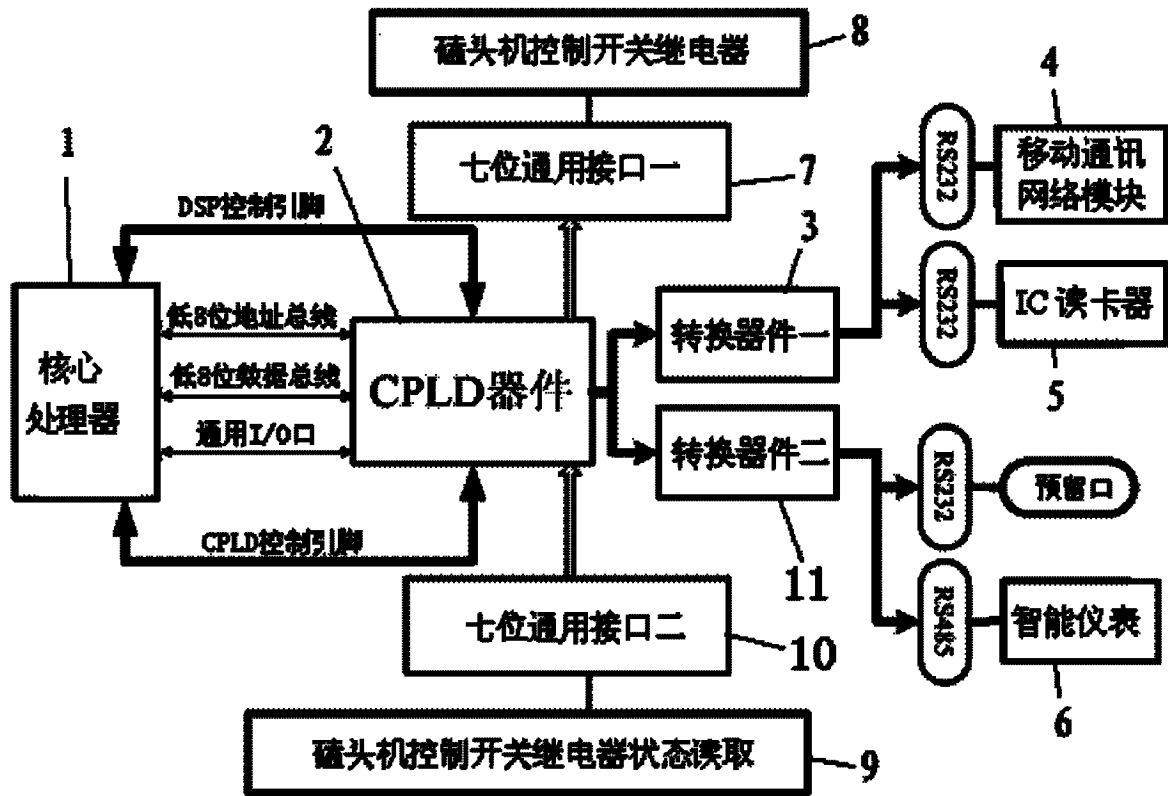 磕头机控制开关继电器
8
4
1
2
七位通用接口一
7
RS232
移动通讯
网络模块
DSP控制引脚
3
低8位地址总线
转换器件一
RS232
IC 读卡器
核心
处理器
低8位数据总线
CPLD器件
5
通用I/O口
转换器件二
RS232
预留口
CPLD控制引脚
11
七位通用接口二
10
RS485
智能仪表
6
磕头机控制开关继电器状态读取
9